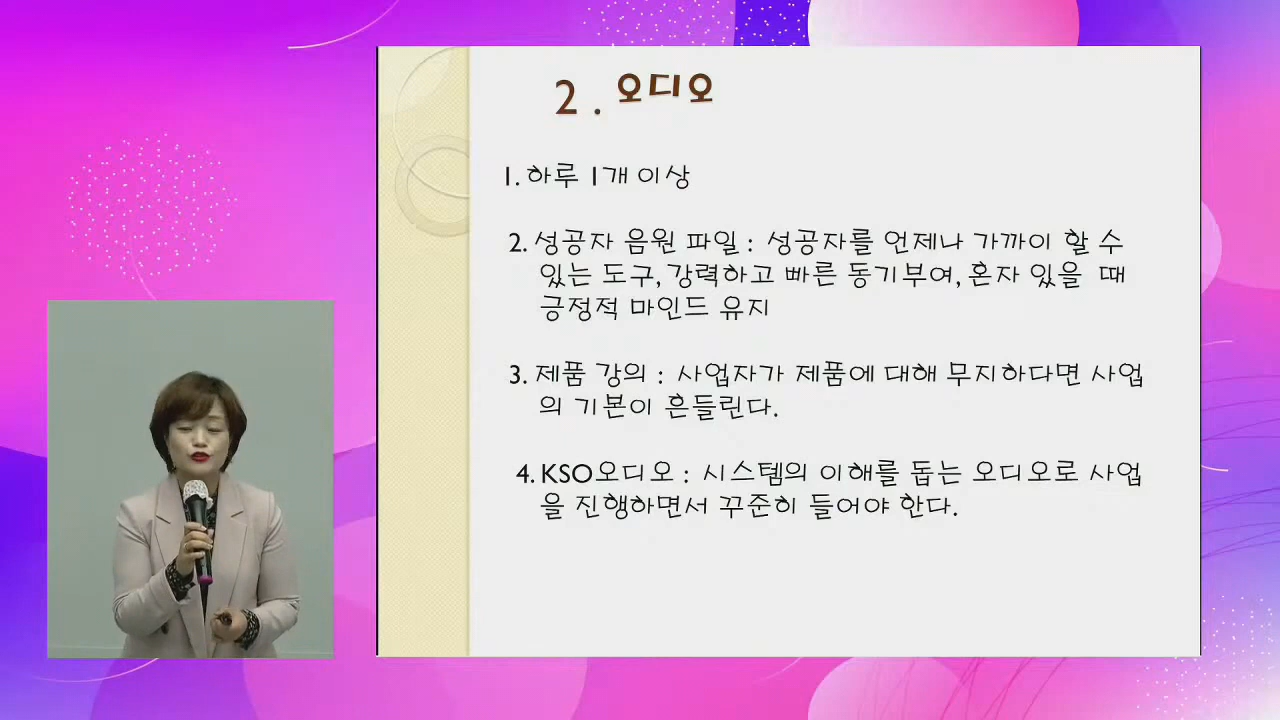 2 . 오디오
1. 하루 1개 이상
2. 성공자 음원 파일 : 성공자를 언제나 가까이 할 수
있는 도구, 강력하고 빠른 동기부여, 혼자 있을 때
긍정적 마인드 유지
3. 제품 강의 : 사업자가 제품에 대해 무지하다면 사업
의 기본이 흔들린다.
4. KSO오디오 : 시스템의 이해를 돕는 오디오로 사업
을 진행하면서 꾸준히 들어야 한다.